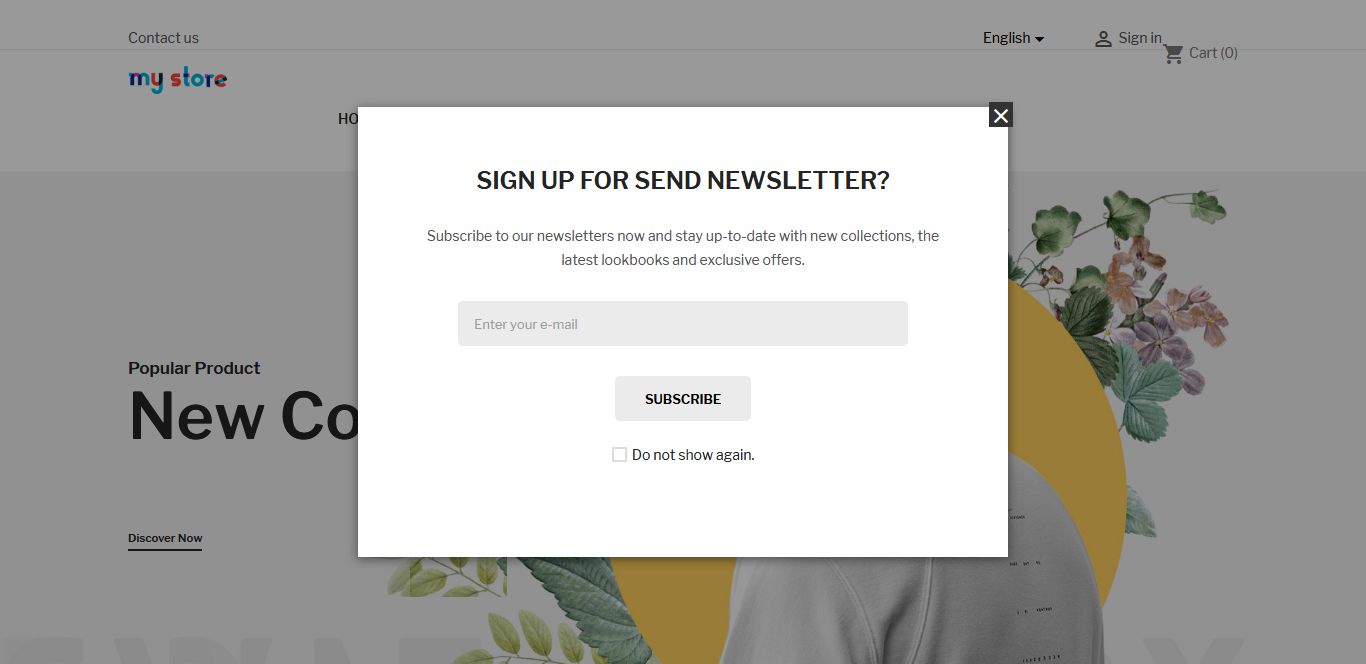 Contact us
English
Sign in
Cart (0)
my store
HO
SIGN UP FOR SEND NEWSLETTER?
Subscribe to our newsletters now and stay up-to-date with new collections, the
latest lookbooks and exclusive offers.
Enter your e-mail
SUBSCRIBE
Do not show again.
Popular Product
New Co
Discover Now